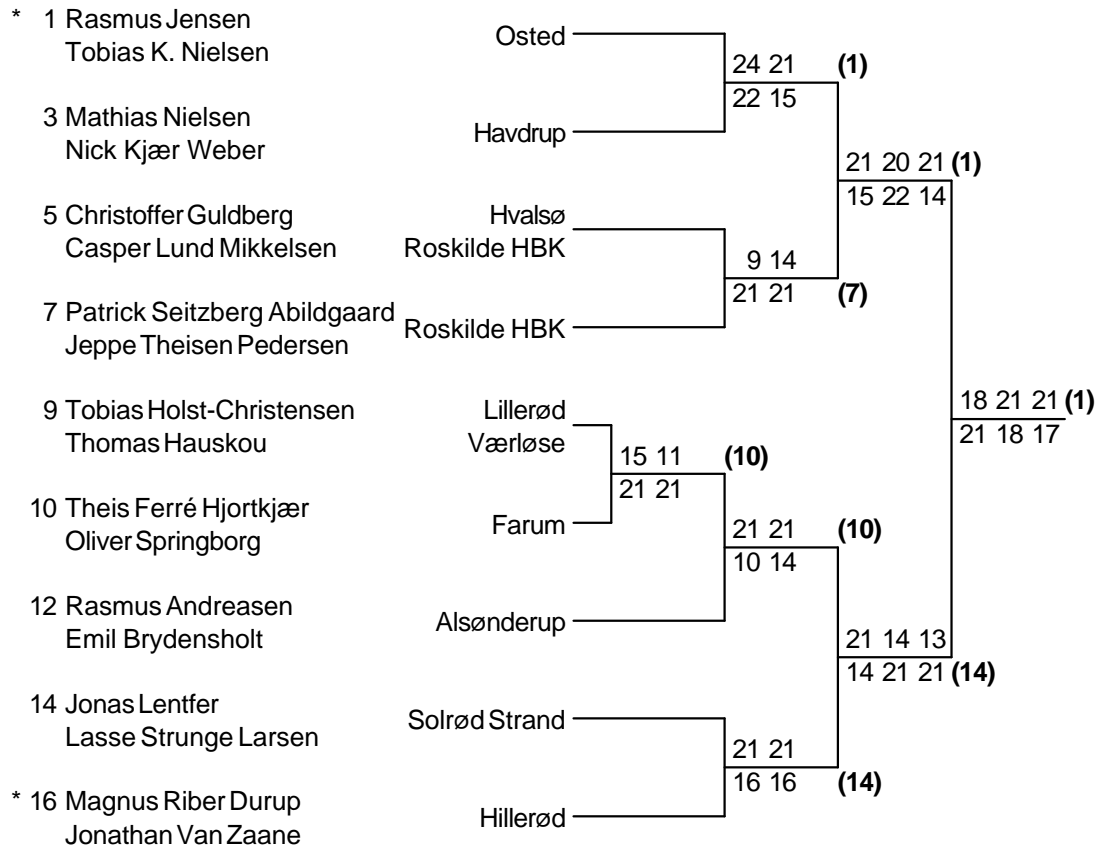 * 1 Rasmus Jensen
Tobias K. Nielsen
Osted
24 21 (1)
22 15
3 Mathias Nielsen
Nick Kjær Weber
Havdrup
21 20 21 (1)
15 22 14
5 Christoffer Guldberg
Casper Lund Mikkelsen
Hvalsø
Roskilde HBK
9 14
21 21 (7)
7 Patrick Seitzberg Abildgaard
Jeppe Theisen Pedersen
Roskilde HBK
18 21 21 (1)
21 18 17
9 Tobias Holst-Christensen
Thomas Hauskou
Lillerød
Værløse
15 11 (10)
21 21
10 Theis Ferré Hjortkjær
Oliver Springborg
Farum
21 21 (10)
10 14
12 Rasmus Andreasen
Emil Brydensholt
Alsønderup
21 14 13
14 21 21 (14)
14 Jonas Lentfer
Lasse Strunge Larsen
Solrød Strand
21 21
16 16 (14)
* 16 Magnus Riber Durup
Jonathan Van Zaane
Hillerød